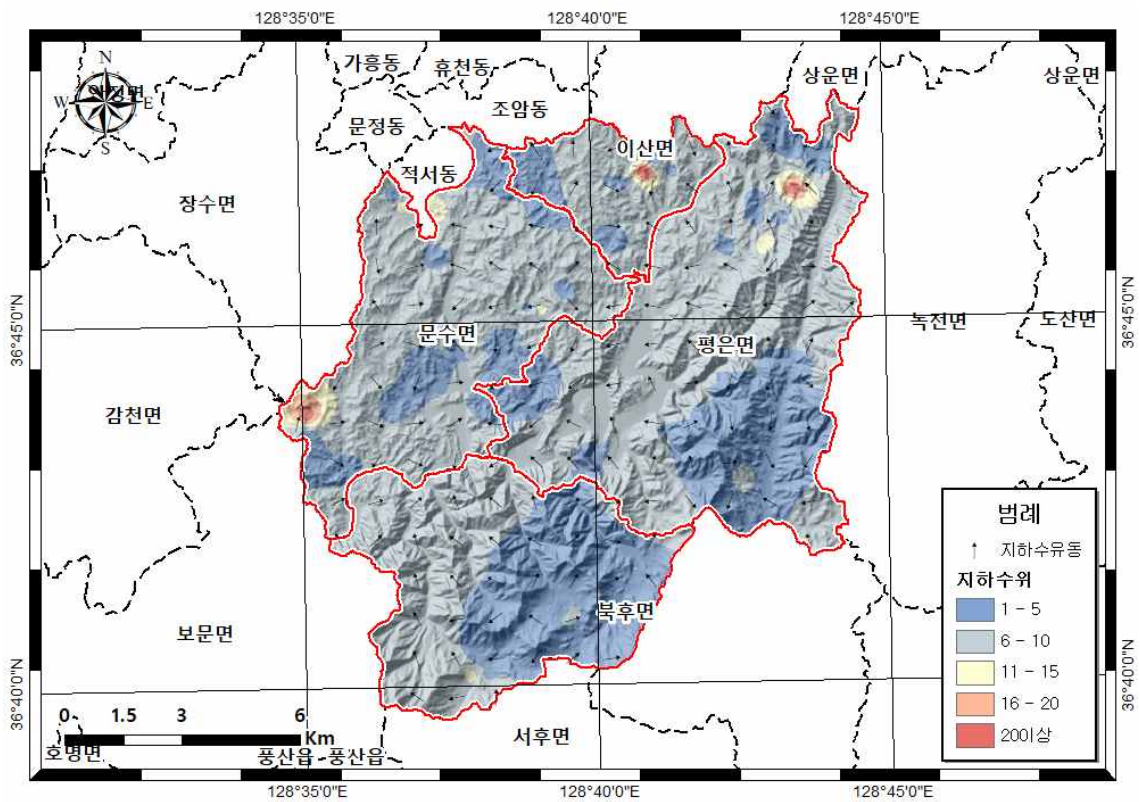 128°35'0"E
128°40'0"E
128°45'0"E
N
W
E
S
가흥동
휴천동
상운면
상운면
조암동
문정동
이산면
적서동
장수면
36°45'0"N
36°45'0"N
문수면
평은면
녹전면
도산면
감천면
범례
지하수유동
지하수위
1 - 5
6 - 10
11 - 15
16 - 20
200이상
북후면
보문면
36°40'0"N
36°40'0"N
0 1.5 3 6
Km
호명면
풍산읍
풍산읍
서후면
128°35'0"E
128°40'0"E
128°45'0"E